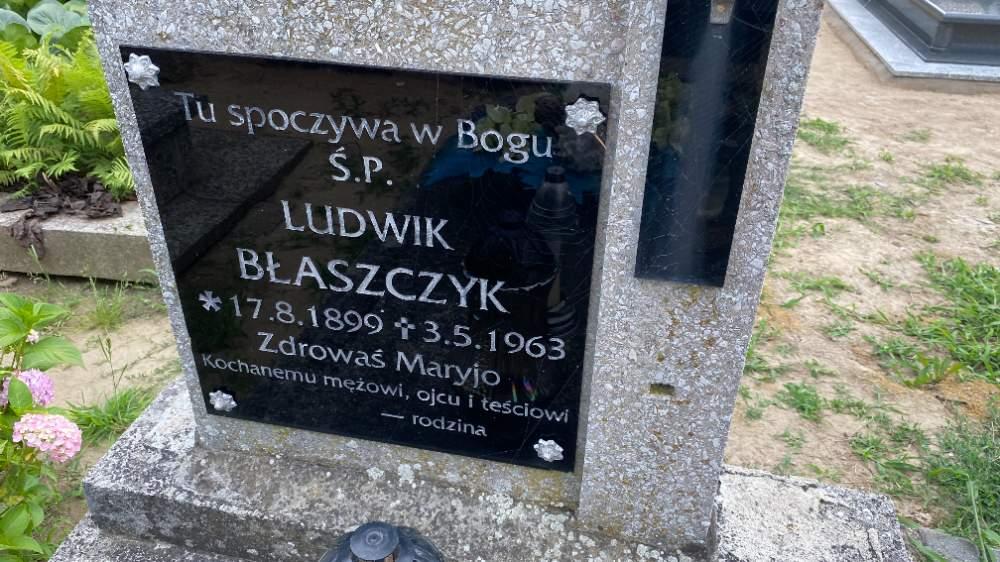 Tu spoczywa w Bogu
Ś.P.
LUDWIK
BŁASZCZYK
* 17.8.1899 ✝ 3.5.1963
Zdrowaś Maryjo
Kochanemu mężowi, ojcu i teściowi
— rodzina